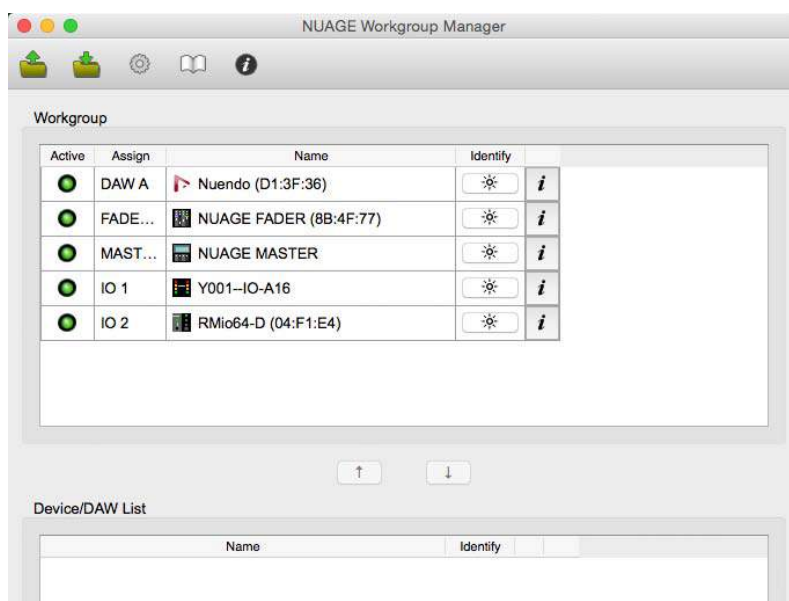 NUAGE Workgroup Manager
Workgroup
Active Assign Name Identify
DAW A Nuendo (D1:3F:36) i
FADE... NUAGE FADER (8B:4F:77) i
MAST... NUAGE MASTER i
IO 1 Y001--IO-A16 i
IO 2 RMio64-D (04:F1:E4) i
Device/DAW List
Name Identify